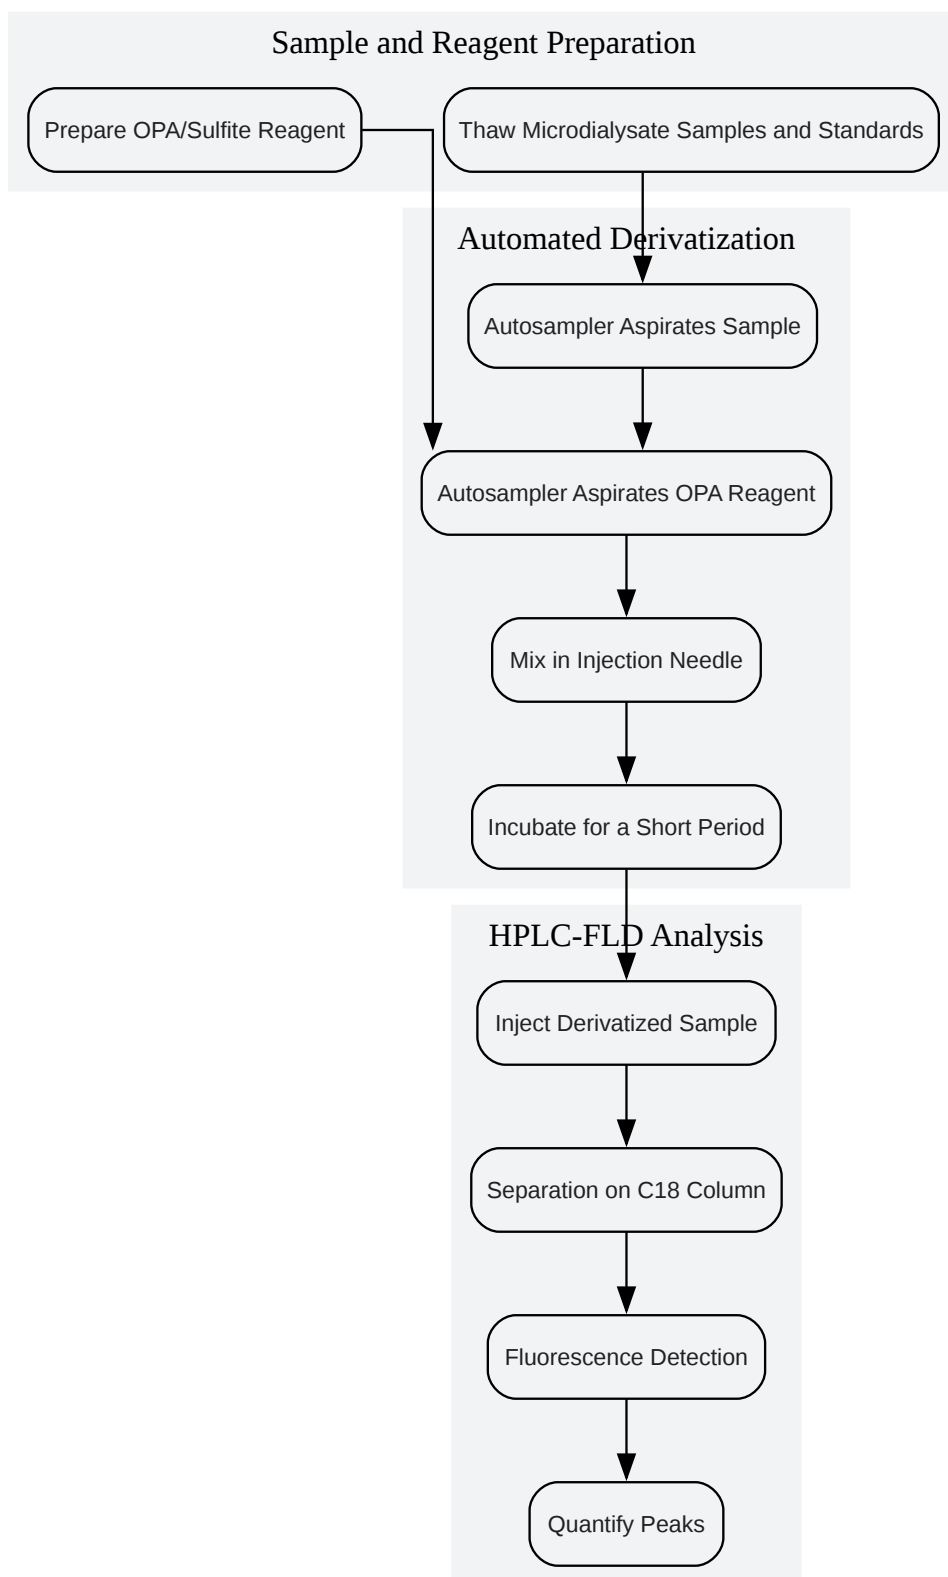 Sample and Reagent Preparation
Prepare OPA/Sulfite Reagent
Thaw Microdialysate Samples and Standards
Automated Derivatization
Autosampler Aspirates Sample
Autosampler Aspirates OPA Reagent
Mix in Injection Needle
Incubate for a Short Period
HPLC-FLD Analysis
Inject Derivatized Sample
Separation on C18 Column
Fluorescence Detection
Quantify Peaks